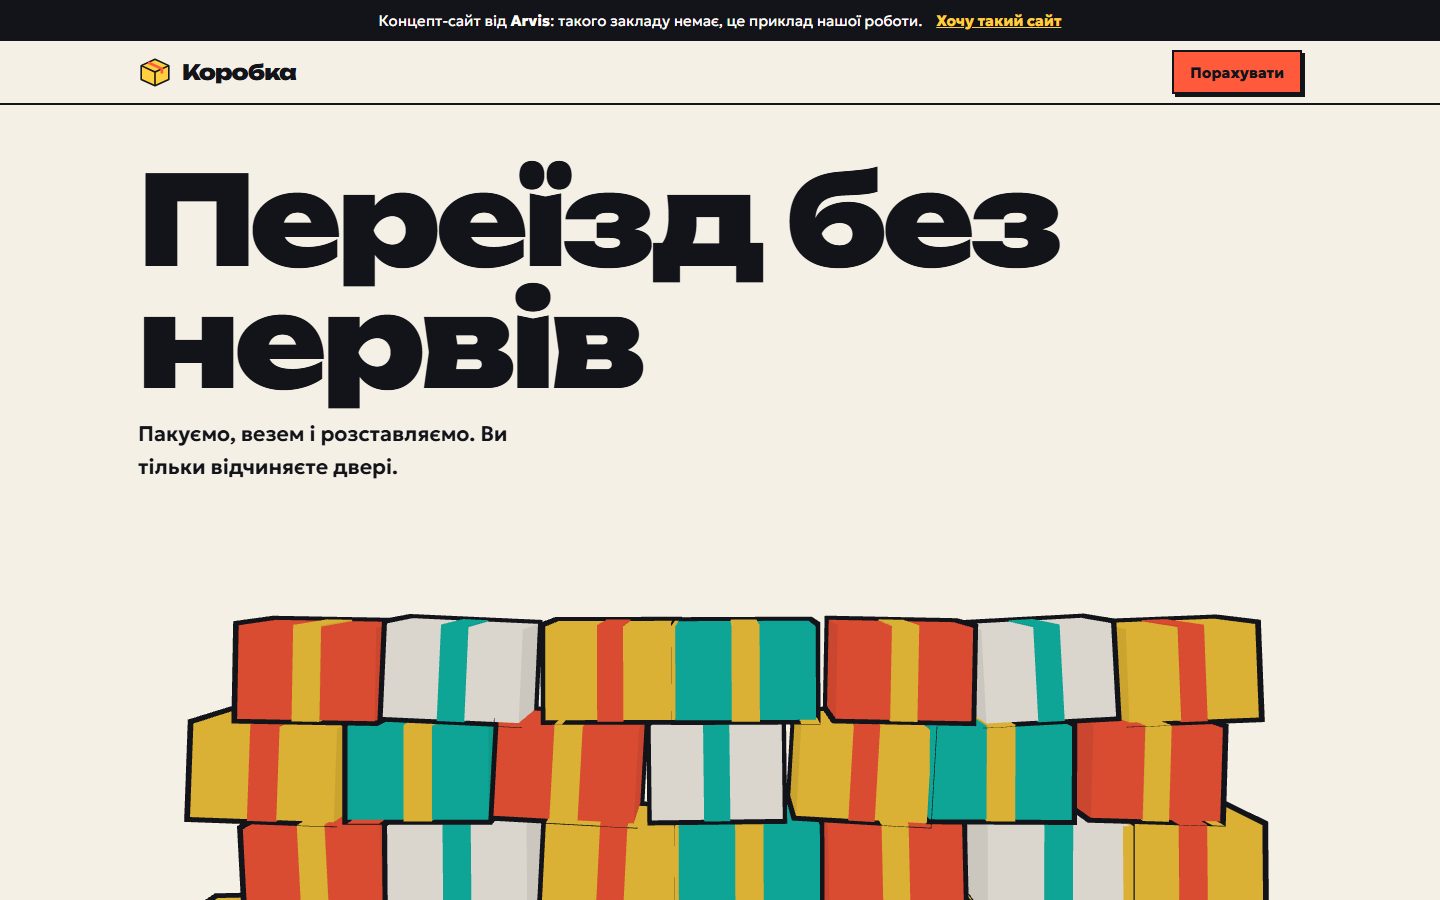 Концепт-сайт від Arvis: такого закладу немає, це приклад нашої роботи. Хочу такий сайт
Коробка
Порахувати
Переїзд без
нервів
Пакуємо, везем і розставляємо. Ви
тільки відчиняєте двері.